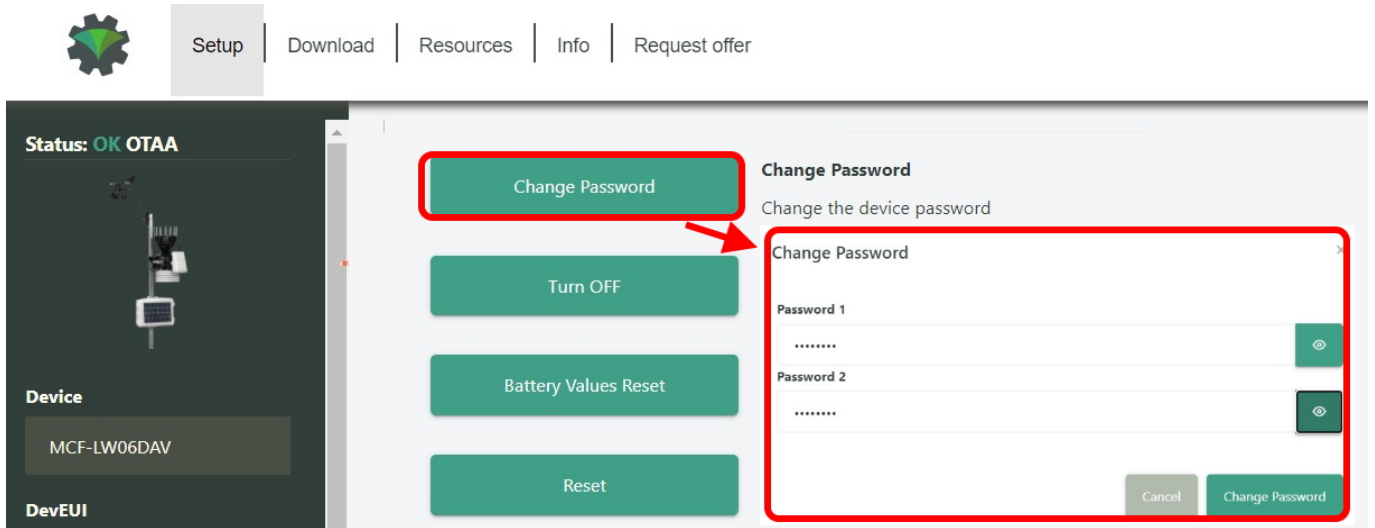 Setup
Download
Resources
Info
Request offer
Status: OK OTAA
Device
MCF-LW06DAV
DevEUI
Change Password
Turn OFF
Battery Values Reset
Reset
Change Password
Change the device password
Change Password
Password 1
........
Password 2
........
Cancel
Change Password